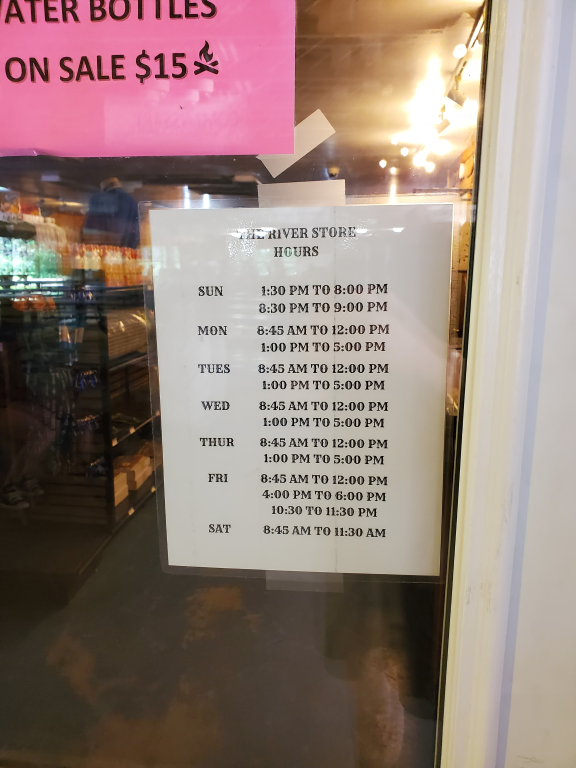 WATER BOTTLES
ON SALE $15
THE RIVER STORE
HOURS
SUN 1:30 PM TO 8:00 PM
8:30 PM TO 9:00 PM
MON 8:45 AM TO 12:00 PM
1:00 PM TO 5:00 PM
TUES 8:45 AM TO 12:00 PM
1:00 PM TO 5:00 PM
WED 8:45 AM TO 12:00 PM
1:00 PM TO 5:00 PM
THUR 8:45 AM TO 12:00 PM
1:00 PM TO 5:00 PM
FRI 8:45 AM TO 12:00 PM
4:00 PM TO 6:00 PM
10:30 TO 11:30 PM
SAT 8:45 AM TO 11:30 AM